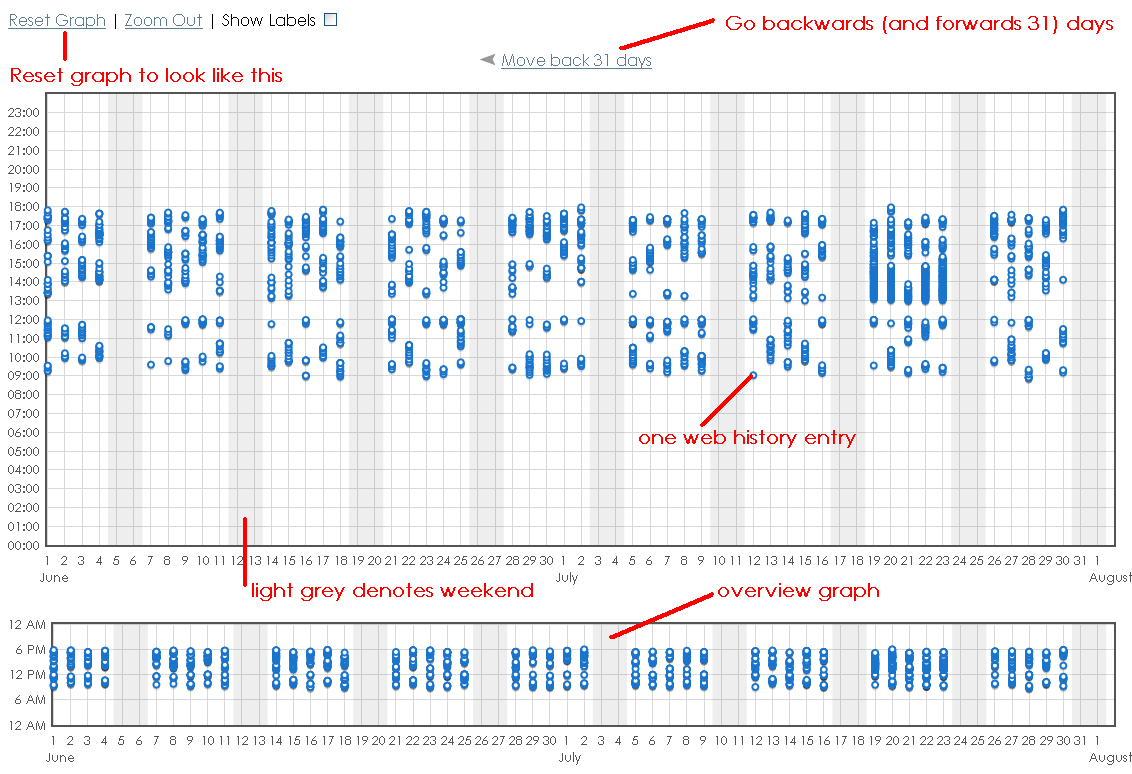 Reset Graph | Zoom Out | Show Labels
Go backwards (and forwards 31) days
Move back 31 days
Reset graph to look like this
23:00
22:00
21:00
20:00
19:00
18:00
17:00
16:00
15:00
14:00
13:00
12:00
11:00
10:00
09:00
08:00
07:00
06:00
05:00
04:00
03:00
02:00
01:00
00:00
one web history entry
1 2 3 4 5 6 7 8 9 10 11 12 13 14 15 16 17 18 19 20 21 22 23 24 25 26 27 28 29 30 1 2 3 4 5 6 7 8 9 10 11 12 13 14 15 16 17 18 19 20 21 22 23 24 25 26 27 28 29 30 31 1
June July August
light grey denotes weekend
overview graph
12 AM
6 PM
12 PM
6 AM
12 AM
1 2 3 4 5 6 7 8 9 10 11 12 13 14 15 16 17 18 19 20 21 22 23 24 25 26 27 28 29 30 1 2 3 4 5 6 7 8 9 10 11 12 13 14 15 16 17 18 19 20 21 22 23 24 25 26 27 28 29 30 31 1
June July August